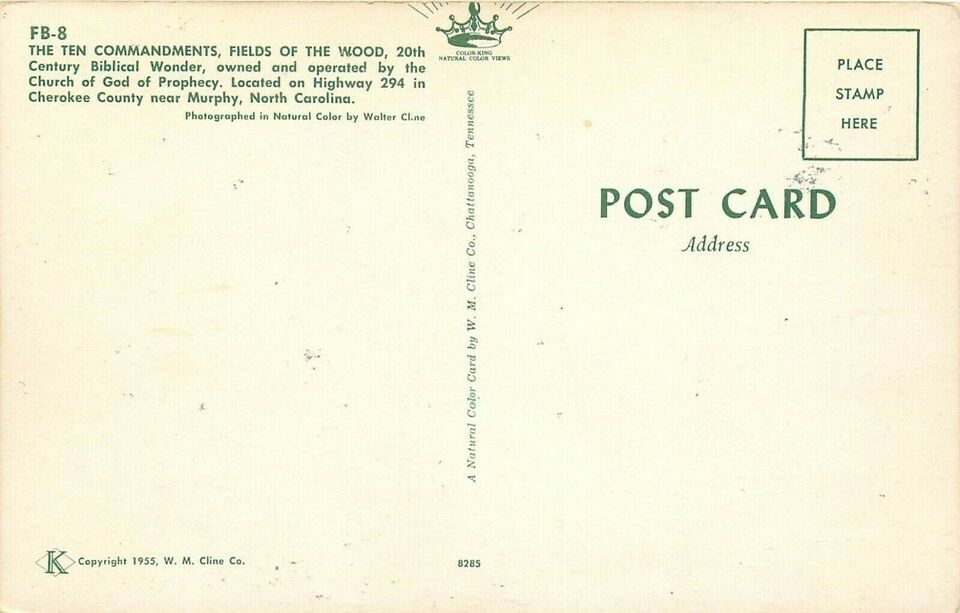 FB-8
THE TEN COMMANDMENTS, FIELDS OF THE WOOD, 20th
Century Biblical Wonder, owned and operated by the
Church of God of Prophecy. Located on Highway 294 in
Cherokee County near Murphy, North Carolina.
Photographed in Natural Color by Walter Cline
COLOR-KING
NATURAL COLOR VIEWS
A Natural Color Card by W. M. Cline Co., Chattanooga, Tennessee
PLACE
STAMP
HERE
POST CARD
Address
K Copyright 1955, W. M. Cline Co.
8285